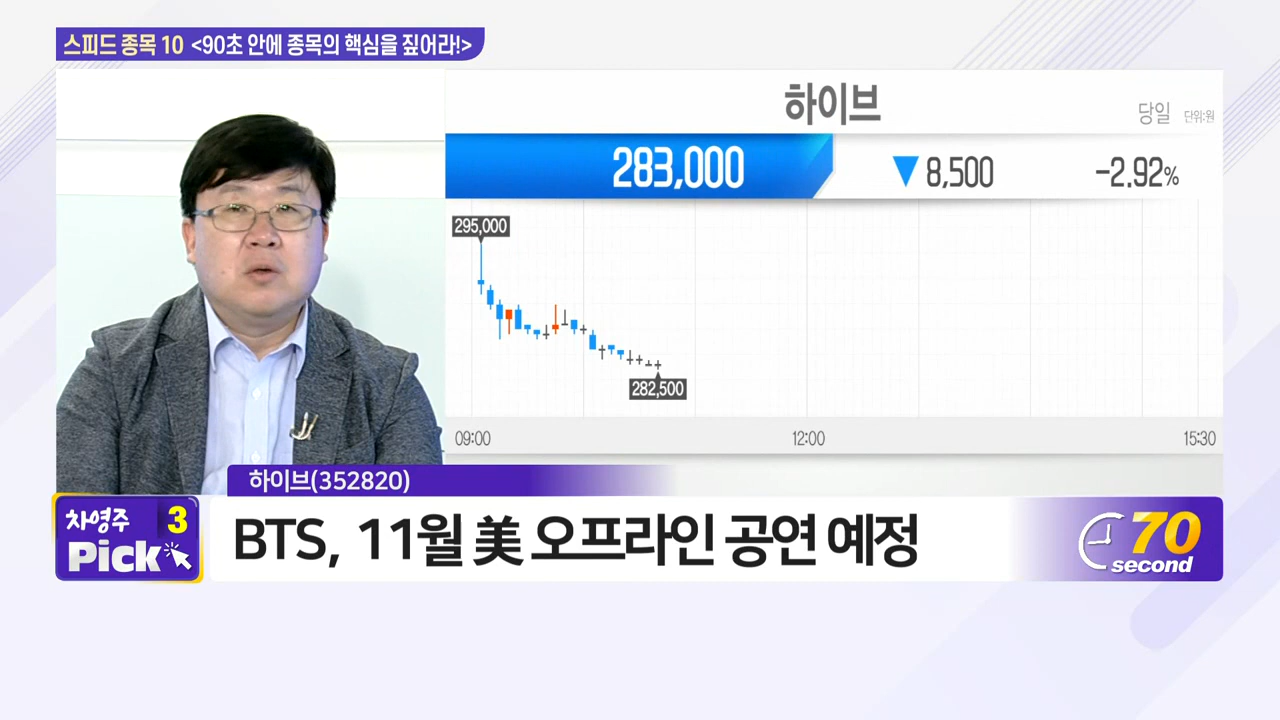 스피드 종목 10 <90초 안에 종목의 핵심을 짚어라!>
하이브
당일 단위:원
283,000 ▼ 8,500 -2.92%
295,000
282,500
09:00 12:00 15:30
하이브(352820)
차영주 3
Pick
BTS, 11월 美 오프라인 공연 예정
70
second